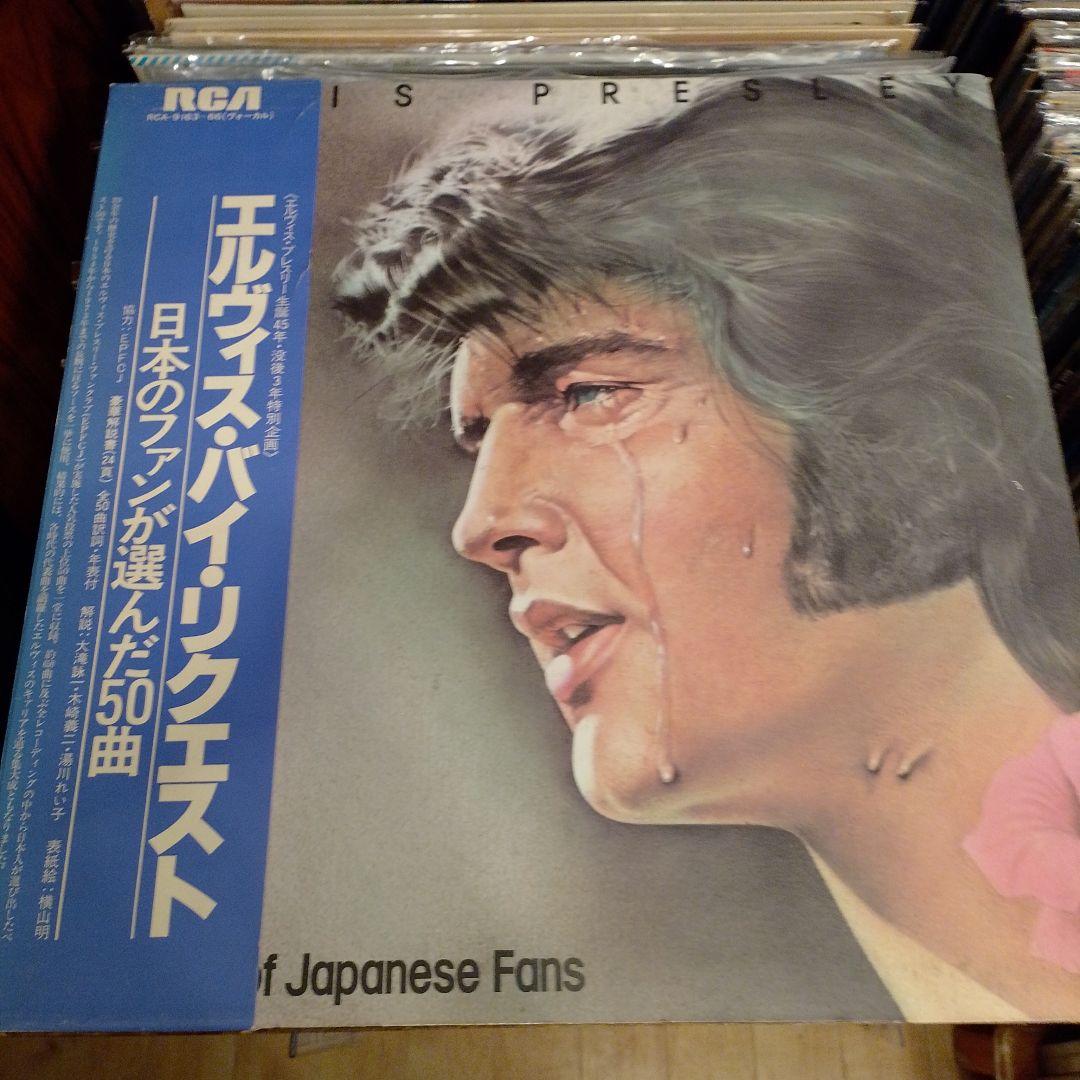 IS PRESLEY
RCA
RCA-9163~66(ヴォーカル)
《エルヴィス・プレスリー生誕45年・没後3年特別企画》
エルヴィス・バイ・リクエスト
日本のファンが選んだ50曲
協力:EPFCJ 豪華解説書(24頁) 全50曲訳詞・年表付 解説:大滝詠一・木崎義二・湯川れい子 表紙絵:横山明
of Japanese Fans